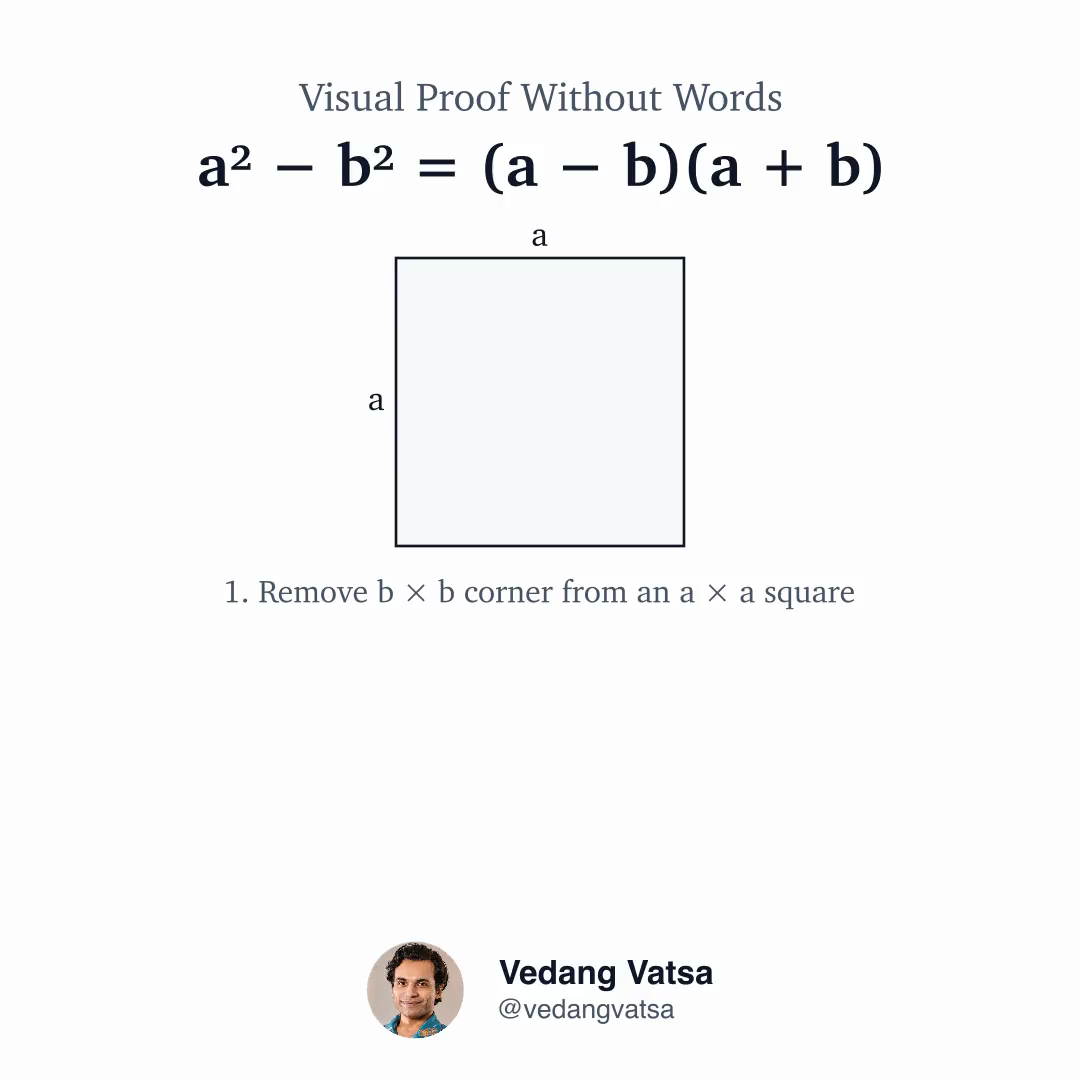 Visual Proof Without Words
a² − b² = (a − b)(a + b)
a
a
1. Remove b × b corner from an a × a square
Vedang Vatsa
@vedangvatsa